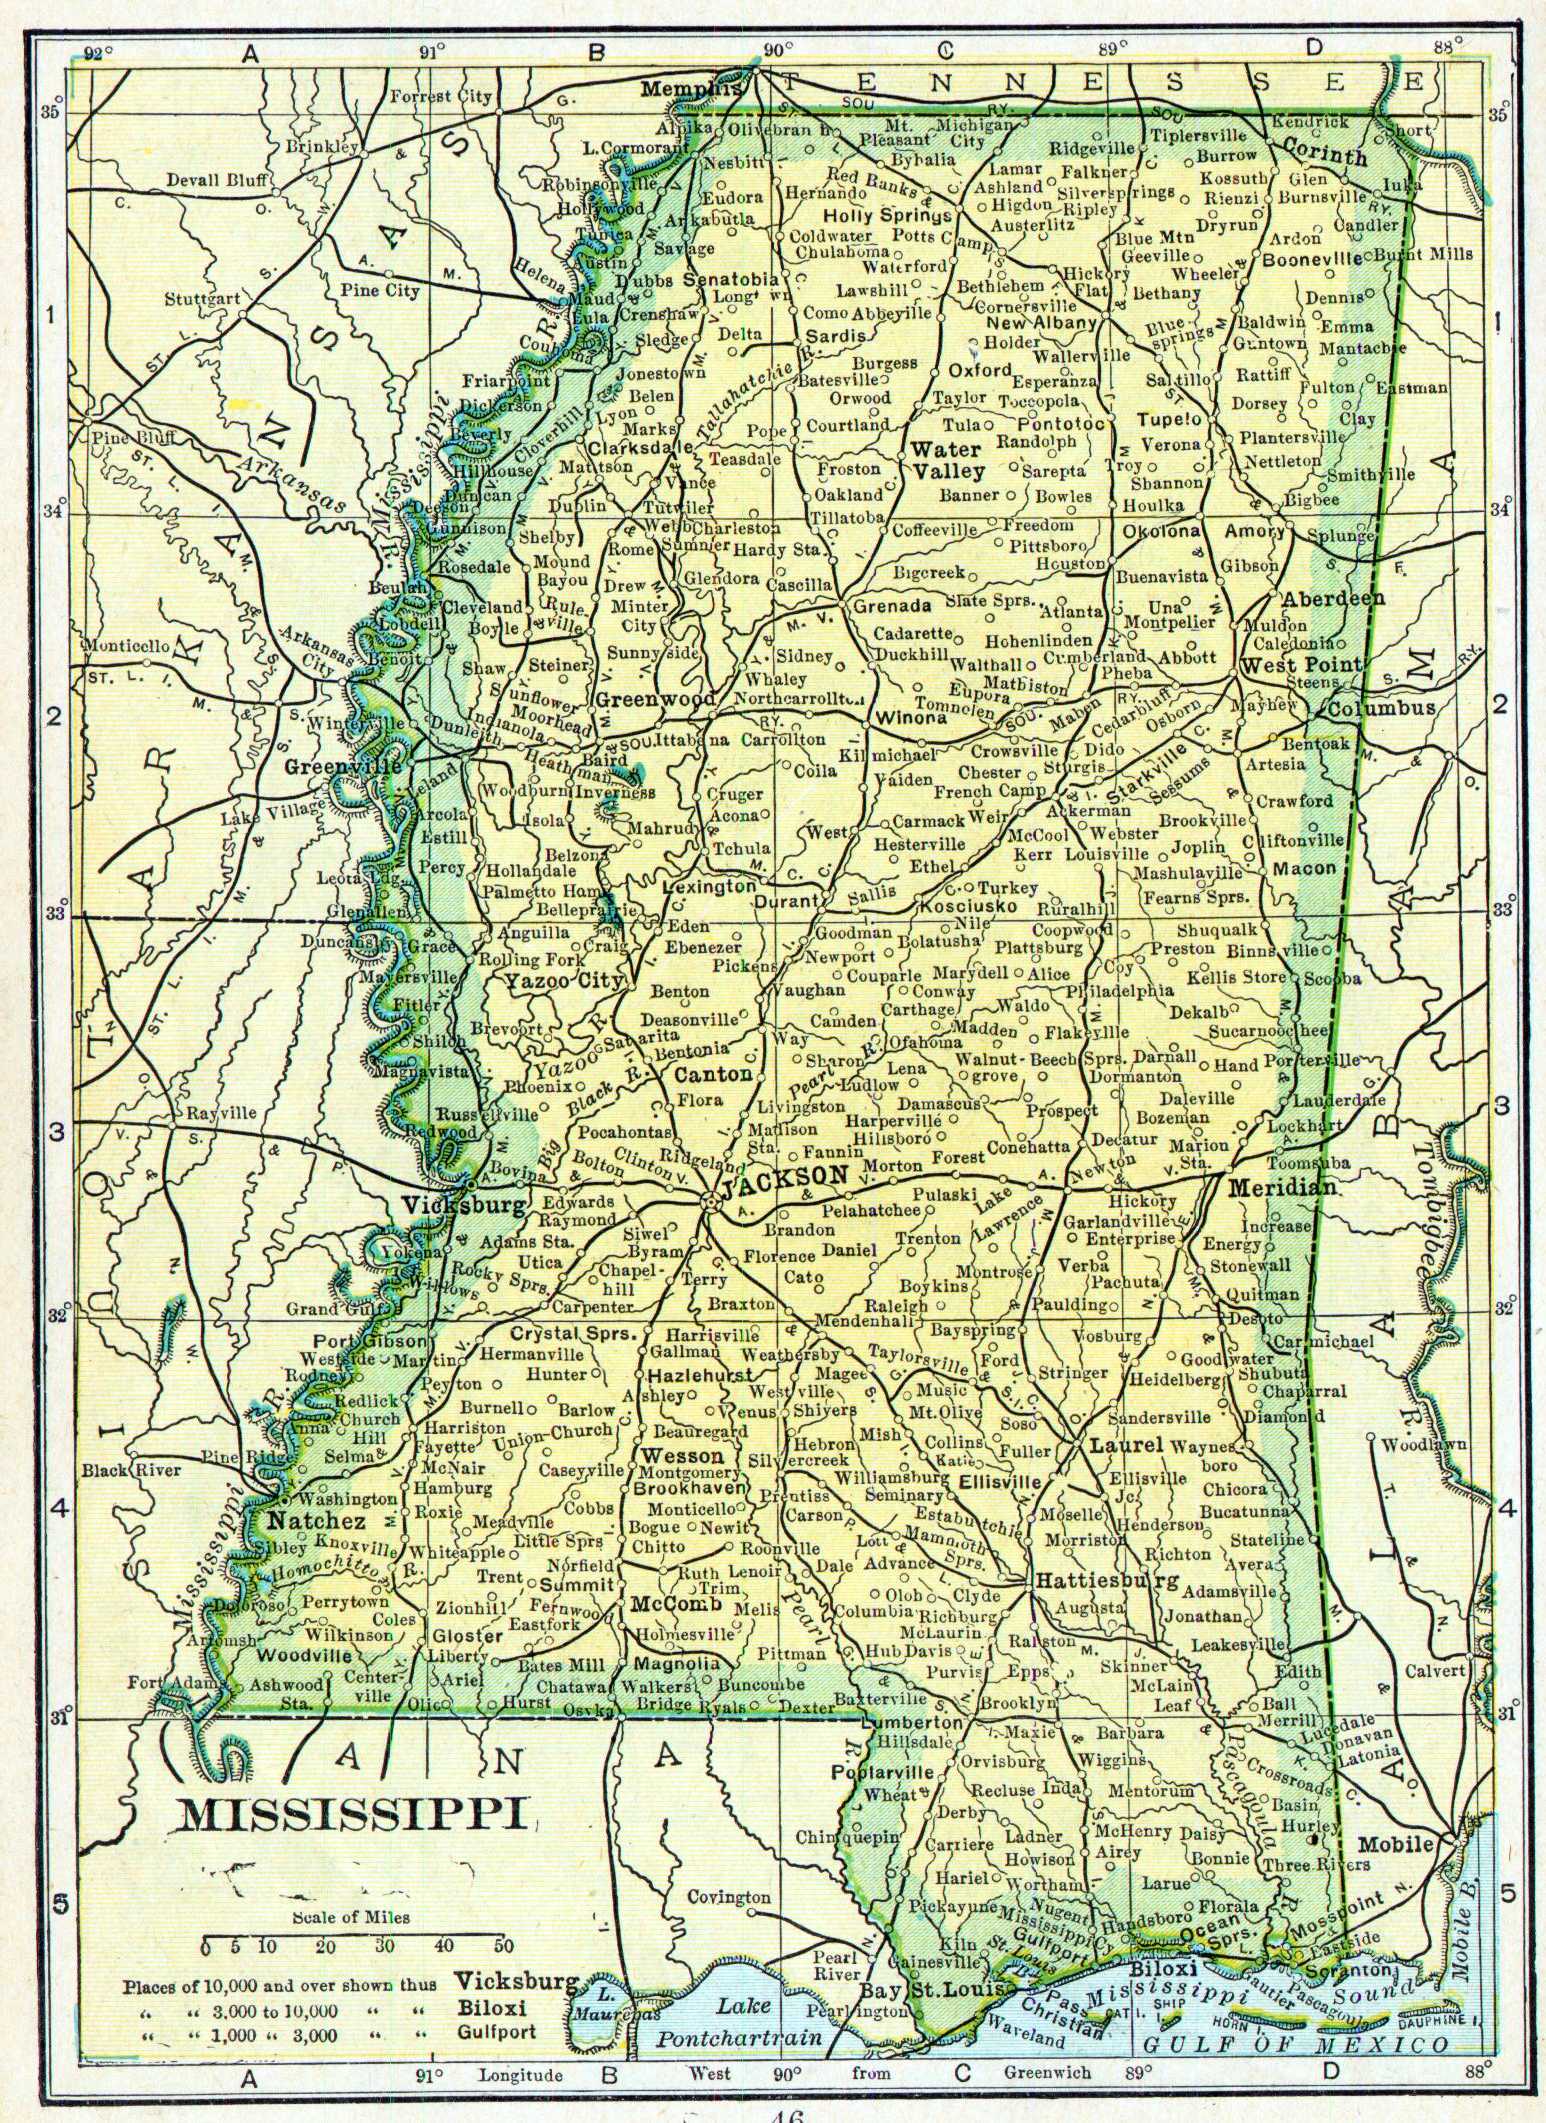 92° A 91° B 90° C 89° D 88°
Memphis T E N N E S S E E
Forrest City G. SOU RY. SOU
35° 35°
Alpika Olivebran h Mt. Pleasant Michigan City Tiplersville Kendrick Short
Brinkley L. Cormorant Nesbitt Byhalia Ridgeville Burrow Corinth
Devall Bluff Robinsonville Eudora Hernando Red Banks Lamar Falkner Kossuth Glen Iuka
Hollywood Arkabutla Holly Springs Ashland Silversprings Rienzi Burnsville RY.
Higdon Ripley
Tunica Savage Coldwater Potts Camp Austerlitz Blue Mtn Dryrun Ardon Candler
Austin Chulahoma Geeville Booneville Burnt Mills
Helena Dubbs Senatobia Waterford Hickory Flat Wheeler
Pine City Maud Lawshill Bethlehem Bethany Dennis
Stuttgart Eula Crenshaw Como Abbeville Cornersville New Albany Blue springs Baldwin Emma
1 Sledge Delta Sardis Holder Guntown Mantachie 1
Couhoma Jonestown Tallahatchie R. Burgess Oxford Wallerville
Friarpoint Batesville Esperanza Saltillo Rattiff Fulton Eastman
Dickerson Belen Orwood Taylor Toccopola Dorsey
Lyon Marks Pope Courtland Tula Pontotoc Tupelo Clay
Pine Bluff Beverly Cloverhill Clarksdale Water Valley Randolph Verona Plantersville
Arkansas Hillhouse Mattson Teasdale Froston Sarepta Troy Nettleton Smithville
Mississippi R. Duncan Vance Oakland Banner Bowles Shannon
Deeson Dublin Tutwiler Houlka Bigbee
34° 34°
Gunnison Shelby Webb Charleston Tillatoba Coffeeville Freedom Okolona Amory Splunge
Rome Sumner Hardy Sta. Pittsboro
Rosedale Mound Bayou Houston
Beulah Drew Glendora Cascilla Bigcreek Buenavista Gibson
Cleveland Ruleville Minter City Grenada Slate Sprs. Atlanta Una Aberdeen
Lobdell Boyle Cadarette Hohenlinden Montpelier Muldon
Monticello Arkansas City Benoit Sunnyside Sidney Duckhill Cumberland Abbott Caledonia
Shaw Steiner Whaley Walthall West Point
Sunflower Greenwood Northcarrollton Eupora Mathiston Pheba Steens
2 Winterville Dunleith Indianola Moorhead Winona Tomnolen Maben Cedarbluff Osborn Mayhew Columbus 2
Ittabena Carrollton Kilmichael Crowsville Dido Bentoak
Greenville Heathman Baird Coila Vaiden Chester Sturgis Starkville Sessums Artesia
Leland Woodburn Inverness Cruger French Camp
Lake Village Arcola Isola Acona Carmack Weir Ackerman Crawford
Estill Mahrud West McCool Webster Brookville
Belzona Tchula Hesterville Kerr Louisville Joplin Cliftonville
Percy Hollandale Ethel Mashulaville Macon
Leota Ldg. Palmetto Home Lexington Durant Sallis Turkey Fearns Sprs.
Glenallen Belleprairie Kosciusko Ruralhill
33° 33°
Anguilla Eden Goodman Nile Coopwood Shuqualk
Duncansby Grace Craig Ebenezer Bolatusha Plattsburg Preston Binnsville
Rolling Fork Pickens Newport Coy
Mayersville Yazoo City Couparle Marydell Alice Kellis Store Scooba
Benton Vaughan Conway Philadelphia
Fitler Deasonville Carthage Waldo Dekalb
Brevoort Yazoo R. Satartia Camden Madden Flakeyille Sucarnoochee
Shiloh Bentonia Way Ofahoma
Magnavista Canton Sharon Pearl R. Lena Walnutgrove Beech Sprs. Darnall Hand Porterville
Phoenix Black R. Flora Ludlow Dormanton
Rayville Russellville Livingston Damascus Prospect Daleville Lauderdale
3 Redwood Pocahontas Madison Sta. Harperville Bozeman Lockhart 3
Hillsboro Conehatta Decatur Marion Sta.
Bovina Big Bolton Clinton Ridgeland Fannin Morton Forest Toomsuba
Vicksburg Edwards JACKSON Pulaski Lake Newton Hickory Meridian
Raymond Brandon Pelahatchee Lawrence Garlandville Increase
Yokena Adams Sta. Siwel Byram Florence Daniel Trenton Enterprise Energy
Rocky Sprs. Utica Chapelhill Terry Cato Boykins Montrose Verba Stonewall
Willows Pachuta
Grand Gulf Carpenter Braxton Raleigh Paulding Quitman
32° 32°
Port Gibson Crystal Sprs. Harrisville Mendenhall Bayspring Vosburg Desoto
Carmichael
Westside Martin Hermanville Gallman Weathersby Taylorsville Ford Goodwater
Rodney Peyton Hunter Hazlehurst Magee Stringer Heidelberg Shubuta
Redlick Ashley Westville Music Chaparral
Burnello Barlow Venus Shivers Mt. Olive Soso Sandersville Diamond
Anna Church Hill Harriston Union-Church Beauregard
Fayette Hebron Mish Collins Fuller Laurel Waynesboro Woodlawn
Black River Pine Ridge Selma McNair Caseyville Wesson Silvercreek Katie
Montgomery Williamsburg Ellisville Ellisville Jc. Chicora
4 Washington Hamburg Brookhaven Prentiss Seminary 4
Natchez Roxie Cobbs Monticello Carson Estabutchie Moselle Bucatunna
Meadville Bogue Chitto Newit Henderson
Sibley Knoxville Whiteapple Little Sprs Roonville Lott Mammoth Sprs. Morriston Stateline
Homochitto R. Norfield Dale Advance Richton Avera
Trent Summit Ruth Lenoir Hattiesburg Adamsville
Doloroso Perrytown Trim Oloh Clyde
Coles Zionhill Fernwood McComb Melis Columbia Richburg Augusta Jonathan
Artonish Wilkinson Gloster Eastfork Holmesville Pearl McLaurin
Woodville Liberty Bates Mill Magnolia Pittman Hub Davis Ralston Leakesville
Fort Adams Ashwood Sta. Centerville Ariel Chatawa Walkers Buncombe Purvis Epps Skinner McLain Edith Calvert
Olio Hurst Osyka Bridge Ryals Dexter Baxterville Brooklyn Leaf Ball
31° 31°
L O U I S I A N A
A R K A N S A S
A L A B A M A
Mississippi R.
Tombigbee R.
Lumberton Maxie Barbara Merrill Lucedale
Hillsdale Donavan
Poplarville Orvisburg Wiggins Latonia
Wheat Recluse Inda Mentorum Pascagoula R. Crossroads
Derby Basin
MISSISSIPPI
Chinquepin Carriere Ladner McHenry Daisy Hurley Mobile
Howison Airey Bonnie Three Rivers
Hariel Wortham Larue
5 Covington Pickayune Nugent Mississippi Cy Handsboro Florala Mosspoint 5
Scale of Miles
0 5 10 20 30 40 50
Kiln St. Louis Gulfport Ocean Sprs. Eastside
Pearl River Gainesville Biloxi Scranton Mobile B.
Bay St. Louis Pass Christian Mississippi Sound Gautier Pascagoula
Places of 10,000 and over shown thus Vicksburg
“ “ 3,000 to 10,000 “ “ Biloxi
“ “ 1,000 “ 3,000 “ “ Gulfport
L. Maurepas Lake Pontchartrain Pearlington Waveland CAT I. SHIP I. HORN I. DAUPHINE I.
GULF OF MEXICO
A 91° Longitude B West 90° from C Greenwich 89° D 88°
46